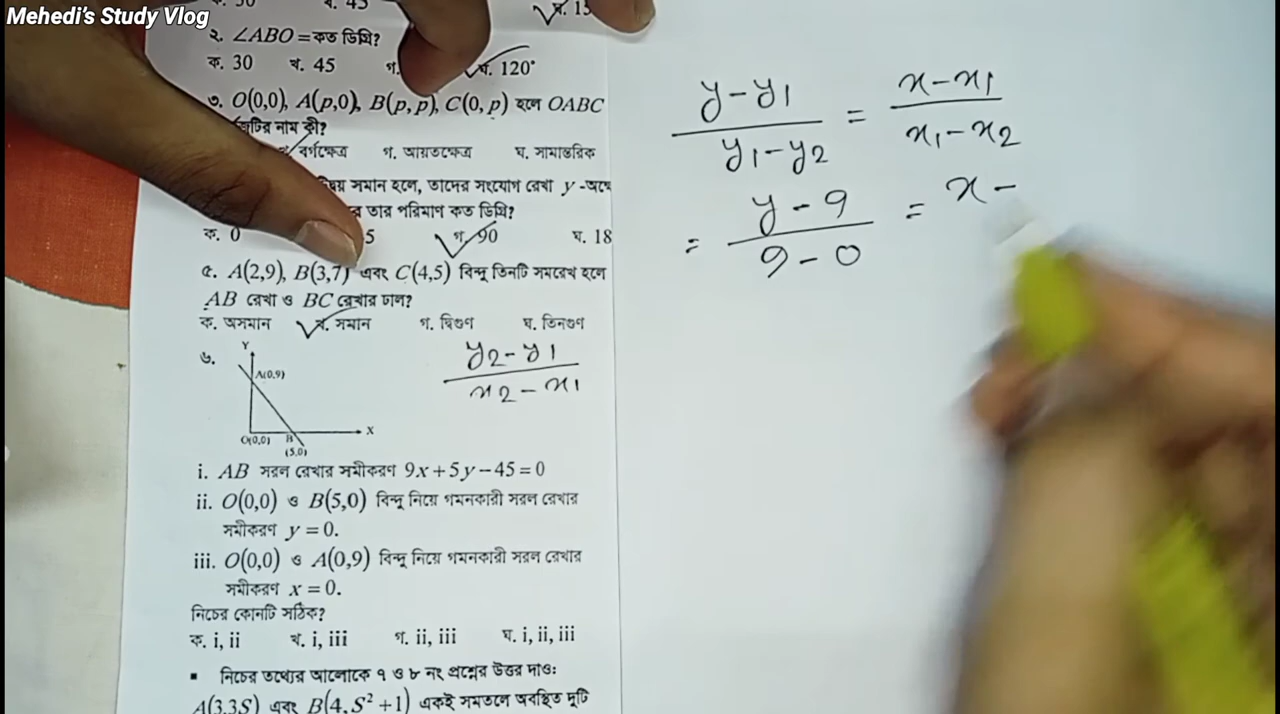 Mehedi's Study Vlog
ক. 30 খ. 45 ঘ. 15
২. ∠ABO = কত ডিগ্রি?
ক. 30 খ. 45 গ. ঘ. 120°
৩. O(0,0), A(p,0), B(p,p), C(0,p) হলে OABC
টির নাম কী?
বর্গক্ষেত্র গ. আয়তক্ষেত্র ঘ. সামান্তরিক
সমান হলে, তাদের সংযোগ রেখা y -অক্ষে
তার পরিমাণ কত ডিগ্রি?
ক. 0 5 গ. 90 ঘ. 18
৫. A(2,9), B(3,7) এবং C(4,5) বিন্দু তিনটি সমরেখ হলে
AB রেখা ও BC রেখার ঢাল?
ক. অসমান খ. সমান গ. দ্বিগুণ ঘ. তিনগুণ
৬.
Y
A(0,9)
X
O(0,0) B
(5,0)
y2-y1
x2-x1
i. AB সরল রেখার সমীকরণ 9x+5y-45=0
ii. O(0,0) ও B(5,0) বিন্দু নিয়ে গমনকারী সরল রেখার
সমীকরণ y = 0.
iii. O(0,0) ও A(0,9) বিন্দু নিয়ে গমনকারী সরল রেখার
সমীকরণ x = 0.
নিচের কোনটি সঠিক?
ক. i, ii খ. i, iii গ. ii, iii ঘ. i, ii, iii
▪ নিচের তথ্যের আলোকে ৭ ও ৮ নং প্রশ্নের উত্তর দাও:
A(3,3S) এবং B(4, S²+1) একই সমতলে অবস্থিত দুটি
y-y1 = x-x1
y1-y2 x1-x2
= y-9 = x-
9-0